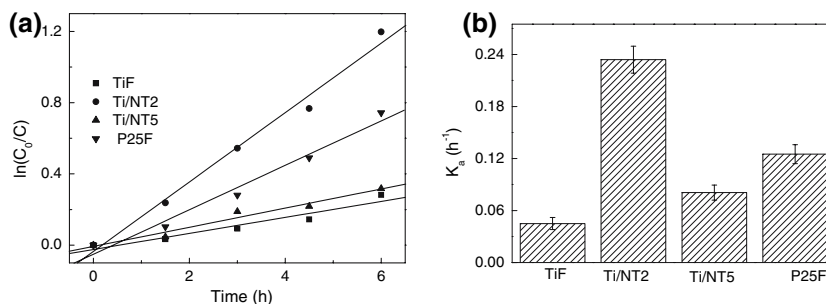 (a)
1.2
0.8
0.4
0.0
ln(C₀/C)
TiF
Ti/NT2
Ti/NT5
P25F
0 2 4 6
Time (h)
(b)
0.24
0.18
0.12
0.06
0.00
Kₐ (h⁻¹)
TiF Ti/NT2 Ti/NT5 P25F